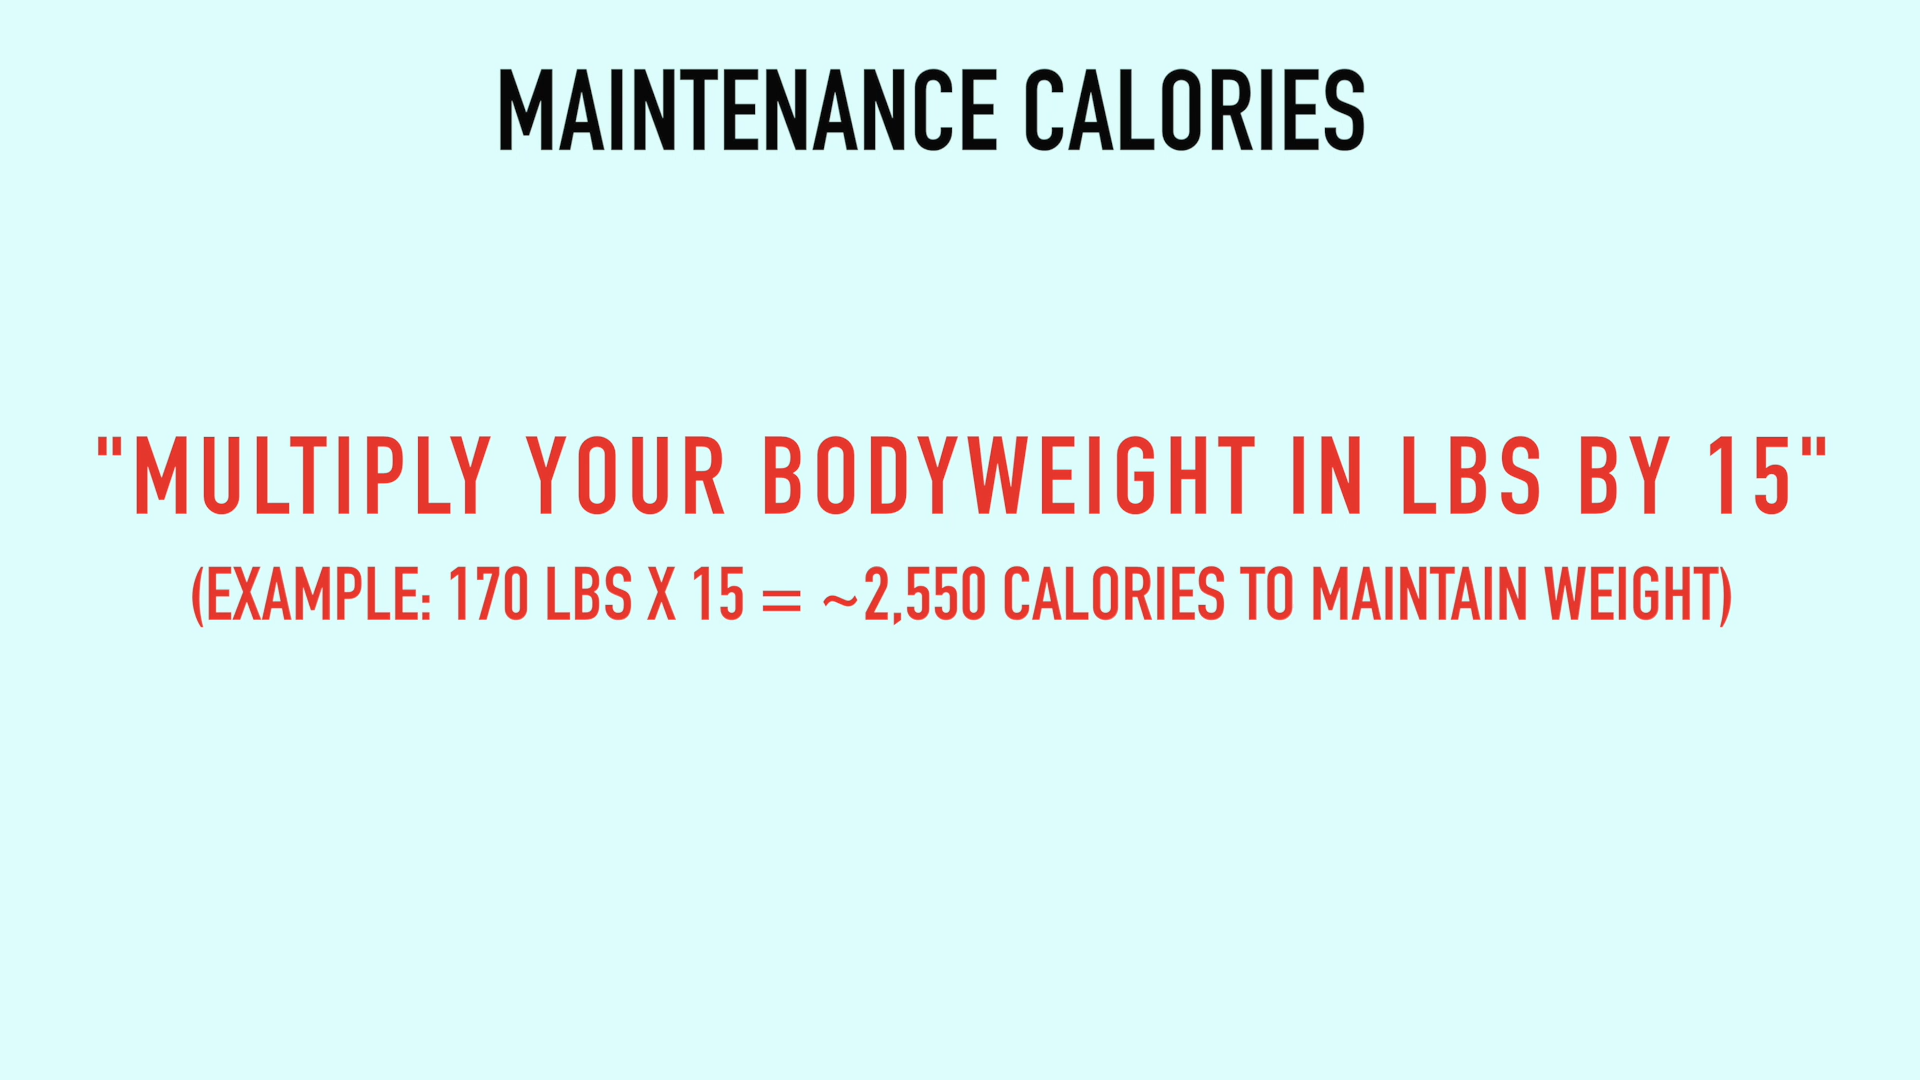 MAINTENANCE CALORIES
"MULTIPLY YOUR BODYWEIGHT IN LBS BY 15"
(EXAMPLE: 170 LBS X 15 = ~2,550 CALORIES TO MAINTAIN WEIGHT)